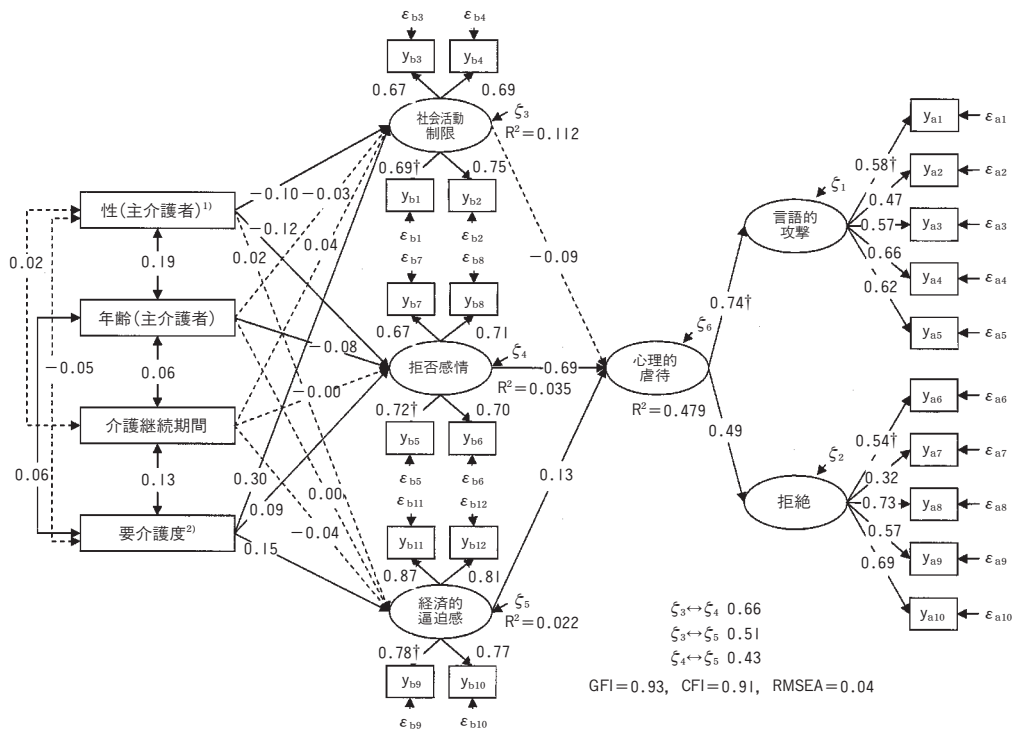 εb3 εb4
yb3 yb4
0.67 0.69
社会活動
制限
ζ3
R²=0.112
0.69† 0.75
yb1 yb2
εb1 εb2
性(主介護者)1)
年齢(主介護者)
介護継続期間
要介護度2)
0.02
0.19
−0.05
0.06
0.06
0.13
−0.10 −0.03
−0.12
0.04
0.02
−0.08
−0.00
0.30
0.00
0.09
−0.04
0.15
εb7 εb8
yb7 yb8
0.67 0.71
拒否感情
ζ4
R²=0.035
0.72† 0.70
yb5 yb6
εb5 εb6
εb11 εb12
yb11 yb12
0.87 0.81
経済的
逼迫感
ζ5
R²=0.022
0.78† 0.77
yb9 yb10
εb9 εb10
−0.09
0.69
0.13
心理的
虐待
ζ6
R²=0.479
0.74†
0.49
言語的
攻撃
ζ1
0.58†
0.47
0.57
0.66
0.62
ya1 εa1
ya2 εa2
ya3 εa3
ya4 εa4
ya5 εa5
拒絶
ζ2
0.54†
0.32
0.73
0.57
0.69
ya6 εa6
ya7 εa7
ya8 εa8
ya9 εa9
ya10 εa10
ζ3↔ζ4 0.66
ζ3↔ζ5 0.51
ζ4↔ζ5 0.43
GFI=0.93, CFI=0.91, RMSEA=0.04